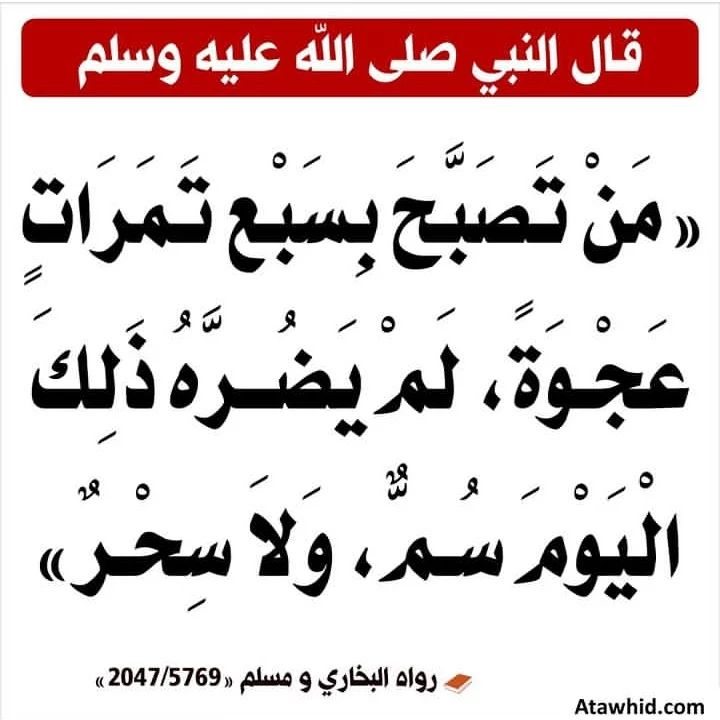 قال النبي صلى الله عليه وسلم
« مَنْ تَصَبَّحَ بِسَبْعِ تَمَرَاتٍ
عَجْوَةً، لَمْ يَضُرَّهُ ذَلِكَ
الْيَوْمَ سُمٌّ، وَلَا سِحْرٌ»
رواه البخاري و مسلم «2047/5769»
Atawhid.com